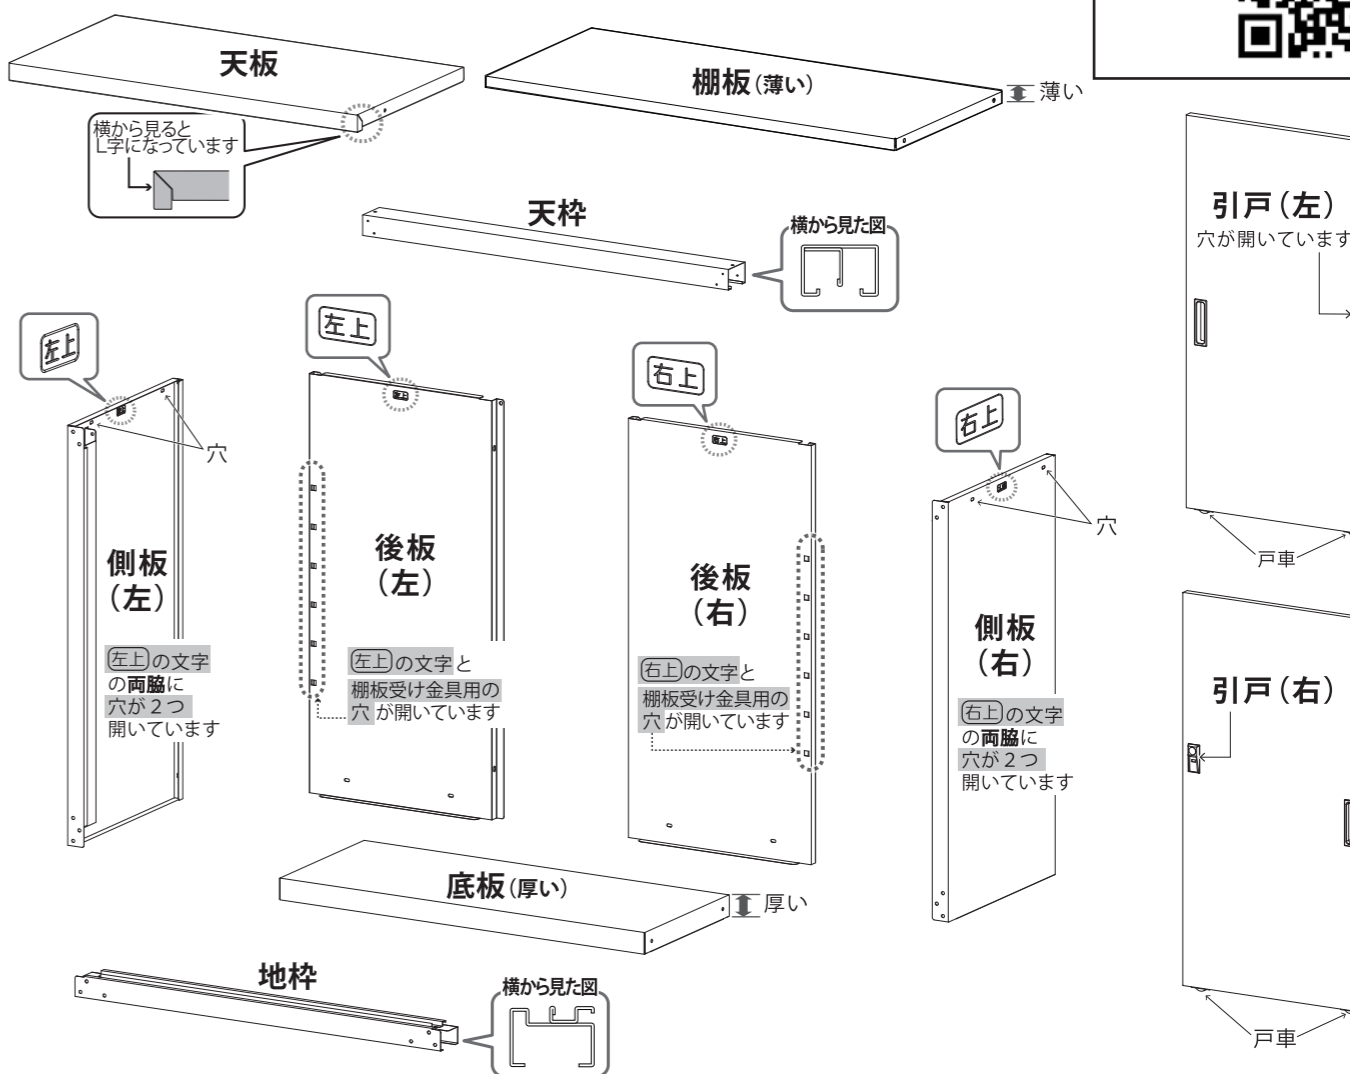 天板
横から見ると
L字になっています
棚板(薄い)
薄い
天枠
横から見た図
引戸(左)
穴が開いています
戸車
左上
穴
側板
(左)
左上の文字
の両脇に
穴が2つ
開いています
左上
左上
後板
(左)
左上の文字と
棚板受け金具用の
穴が開いています
右上
右上
後板
(右)
右上の文字と
棚板受け金具用の
穴が開いています
右上
穴
側板
(右)
右上の文字
の両脇に
穴が2つ
開いています
引戸(右)
戸車
底板(厚い)
厚い
地枠
横から見た図